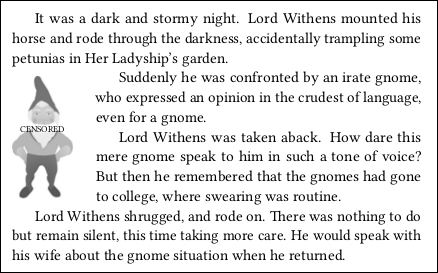 It was a dark and stormy night. Lord Withens mounted his
horse and rode through the darkness, accidentally trampling some
petunias in Her Ladyship’s garden.
Suddenly he was confronted by an irate gnome,
who expressed an opinion in the crudest of language,
even for a gnome.
CENSORED
Lord Withens was taken aback. How dare this
mere gnome speak to him in such a tone of voice?
But then he remembered that the gnomes had gone
to college, where swearing was routine.
Lord Withens shrugged, and rode on. There was nothing to do
but remain silent, this time taking more care. He would speak with
his wife about the gnome situation when he returned.